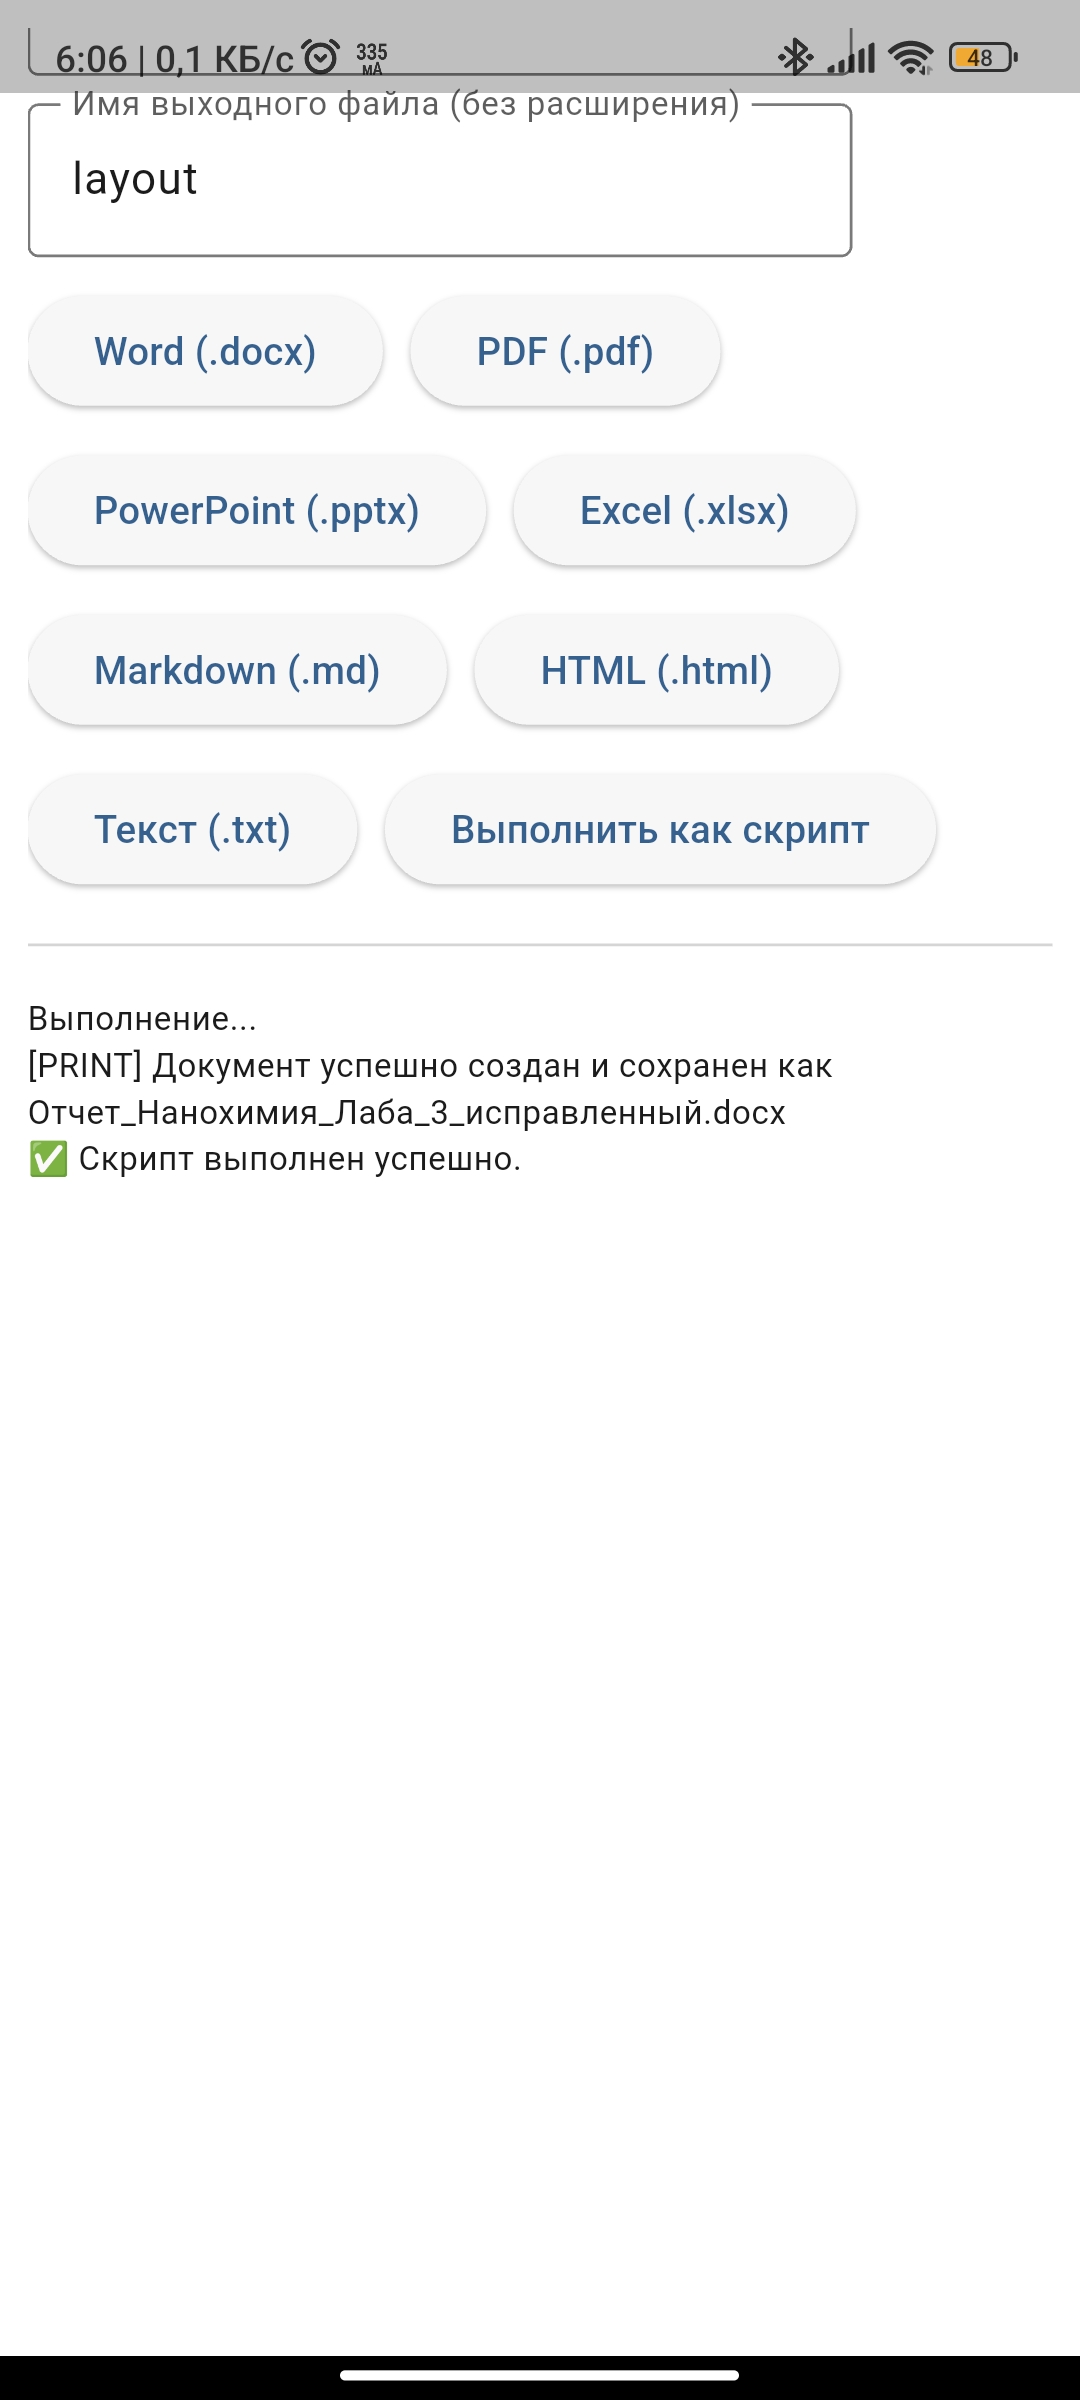 6:06 | 0,1 КБ/с 335 мА 48
Имя выходного файла (без расширения)
layout
Word (.docx) PDF (.pdf)
PowerPoint (.pptx) Excel (.xlsx)
Markdown (.md) HTML (.html)
Текст (.txt) Выполнить как скрипт
Выполнение...
[PRINT] Документ успешно создан и сохранен как
Отчет_Нанохимия_Лаба_3_исправленный.docx
✅ Скрипт выполнен успешно.